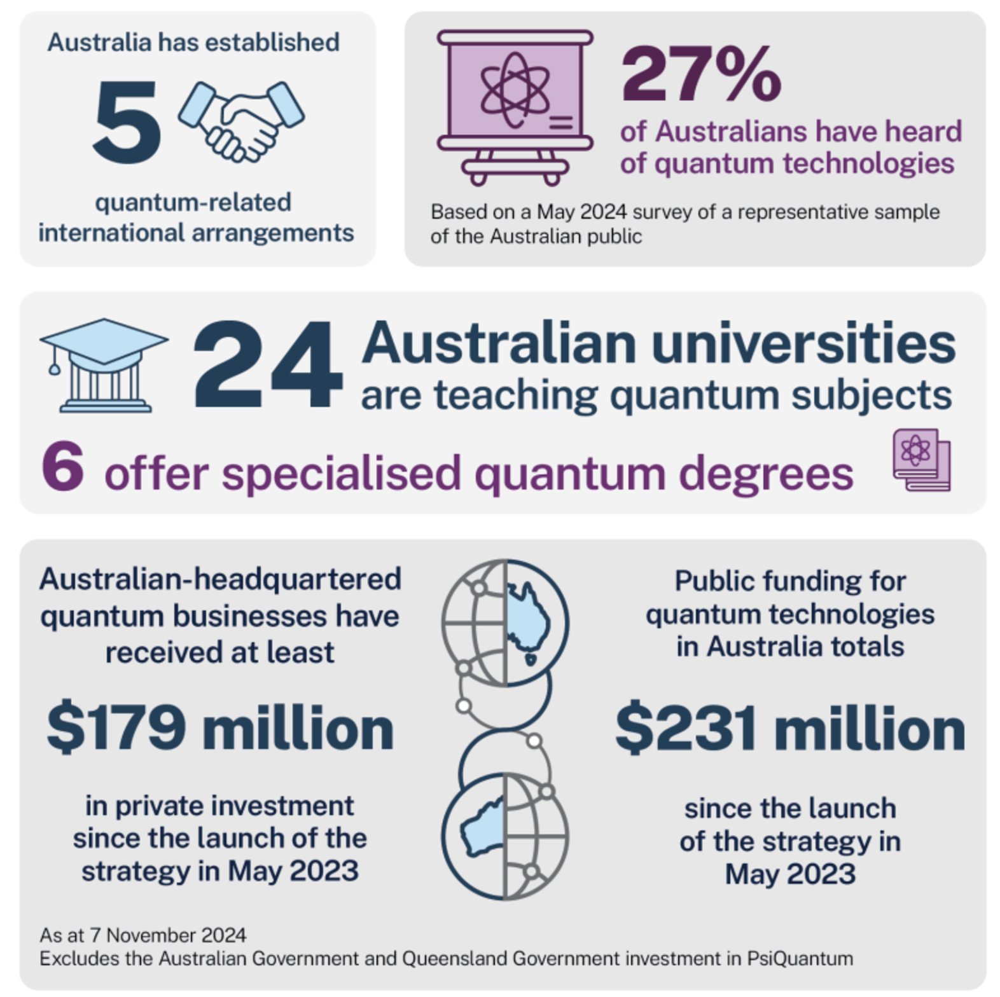 Australia has established
5
quantum-related
international arrangements
27%
of Australians have heard
of quantum technologies
Based on a May 2024 survey of a representative sample
of the Australian public
24
Australian universities
are teaching quantum subjects
6 offer specialised quantum degrees
Australian-headquartered
quantum businesses have
received at least
$179 million
in private investment
since the launch of the
strategy in May 2023
Public funding for
quantum technologies
in Australia totals
$231 million
since the launch
of the strategy in
May 2023
As at 7 November 2024
Excludes the Australian Government and Queensland Government investment in PsiQuantum